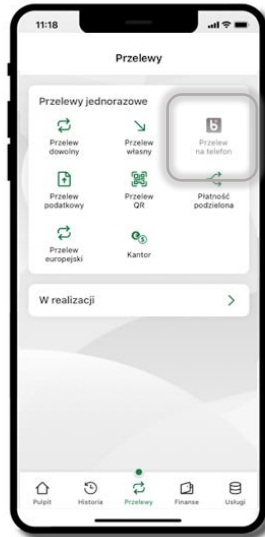 11:18
Przelewy
Przelewy jednorazowe
Przelew
dowolny
Przelew
własny
Przelew
na telefon
Przelew
podatkowy
Przelew
QR
Płatność
podzielona
Przelew
europejski
Kantor
W realizacji
Pulpit
Historia
Przelewy
Finanse
Usługi